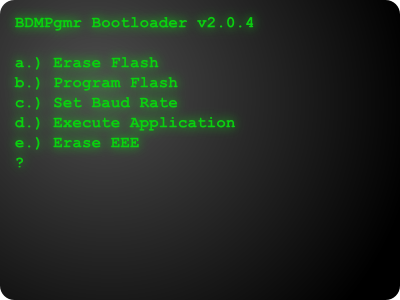 BDMPgmr Bootloader v2.0.4
a.) Erase Flash
b.) Program Flash
c.) Set Baud Rate
d.) Execute Application
e.) Erase EEE
?